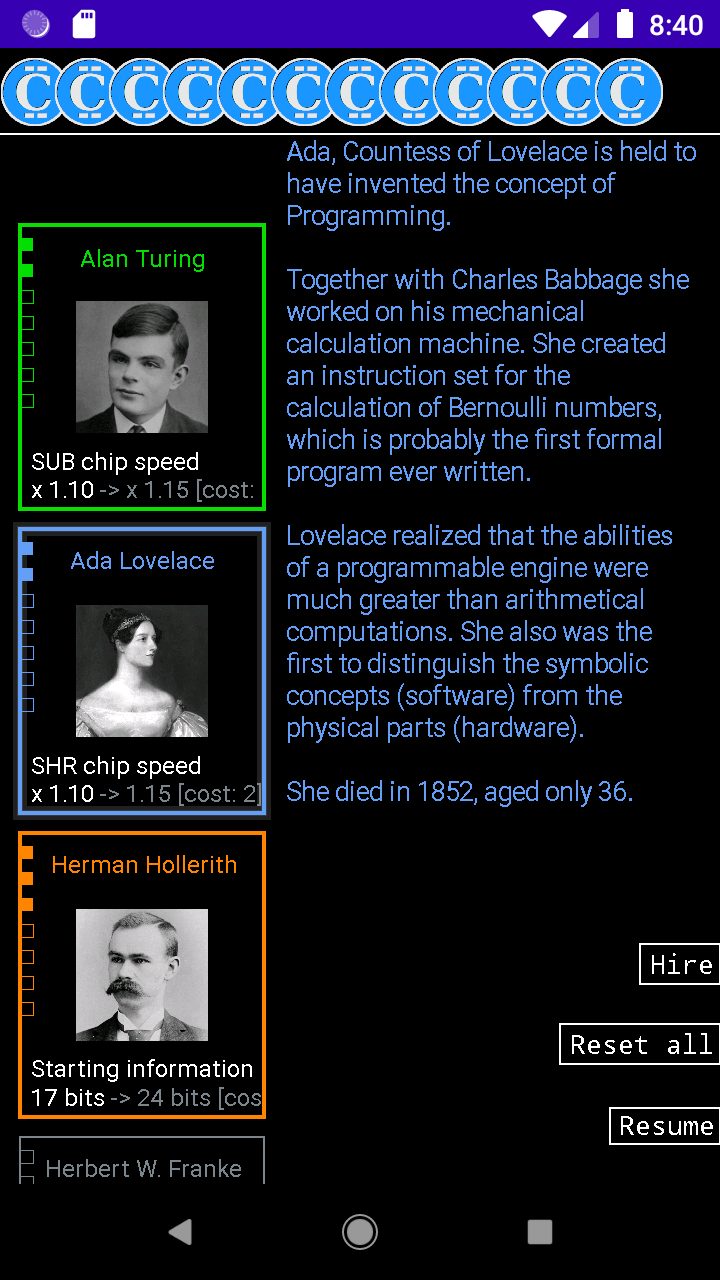 8:40
C C C C C C C C C C C C
Ada, Countess of Lovelace is held to
have invented the concept of
Programming.
Together with Charles Babbage she
worked on his mechanical
calculation machine. She created
an instruction set for the
calculation of Bernoulli numbers,
which is probably the first formal
program ever written.
Lovelace realized that the abilities
of a programmable engine were
much greater than arithmetical
computations. She also was the
first to distinguish the symbolic
concepts (software) from the
physical parts (hardware).
She died in 1852, aged only 36.
Alan Turing
SUB chip speed
x 1.10 -> x 1.15 [cost:
Ada Lovelace
SHR chip speed
x 1.10 -> 1.15 [cost: 2]
Herman Hollerith
Starting information
17 bits -> 24 bits [cos
Herbert W. Franke
Hire
Reset all
Resume